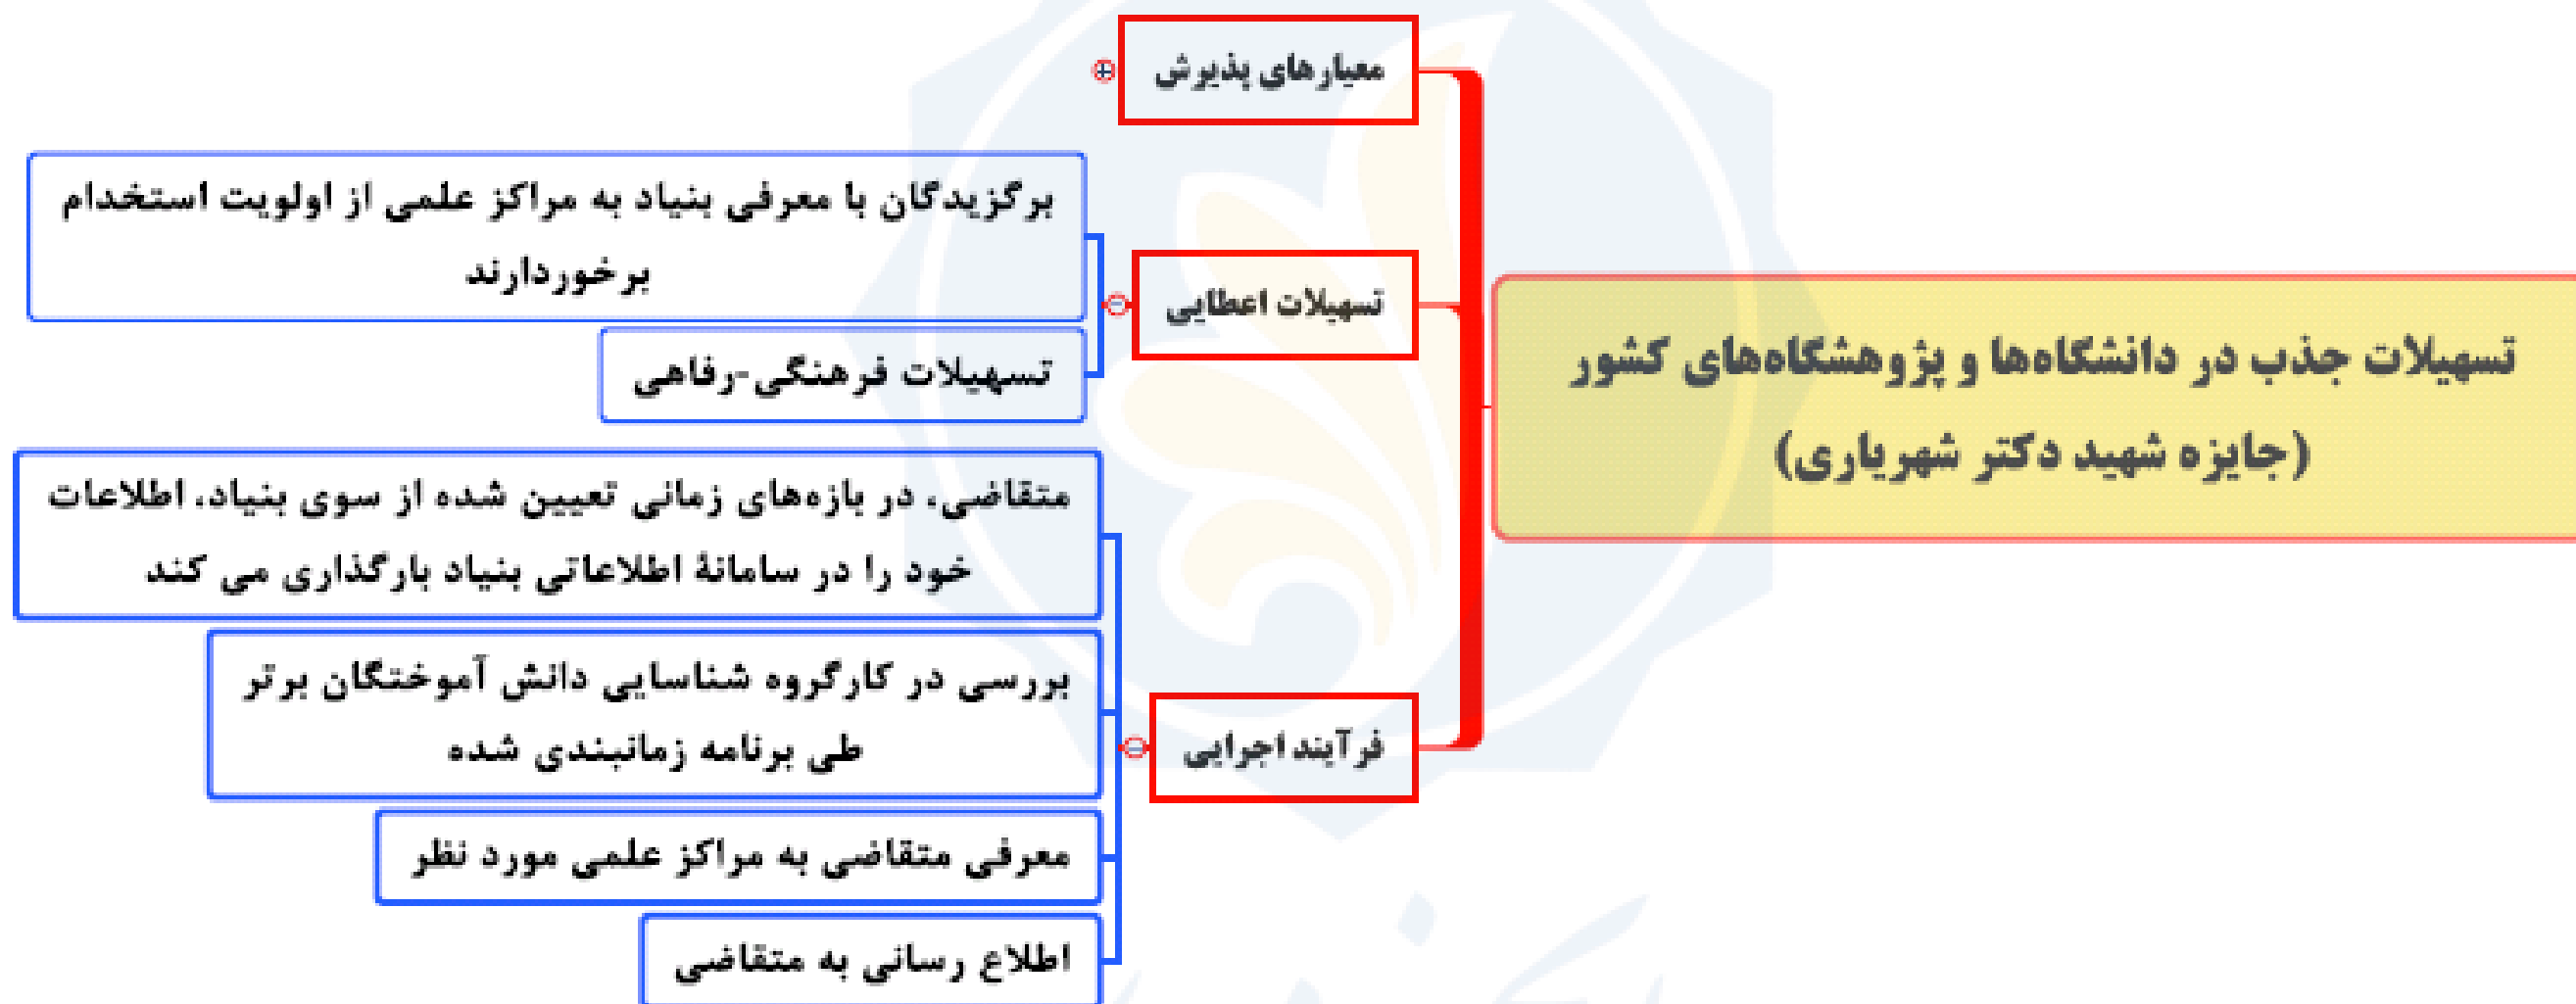 تسهیلات جذب در دانشگاه‌ها و پژوهشگاه‌های کشور
(جایزه شهید دکتر شهریاری)
معیارهای پذیرش
تسهیلات اعطایی
برگزیدگان با معرفی بنیاد به مراکز علمی از اولویت استخدام
برخوردارند
تسهیلات فرهنگی-رفاهی
فرآیند اجرایی
متقاضی، در بازه‌های زمانی تعیین شده از سوی بنیاد، اطلاعات
خود را در سامانهٔ اطلاعاتی بنیاد بارگذاری می کند
بررسی در کارگروه شناسایی دانش آموختگان برتر
طی برنامه زمانبندی شده
معرفی متقاضی به مراکز علمی مورد نظر
اطلاع رسانی به متقاضی